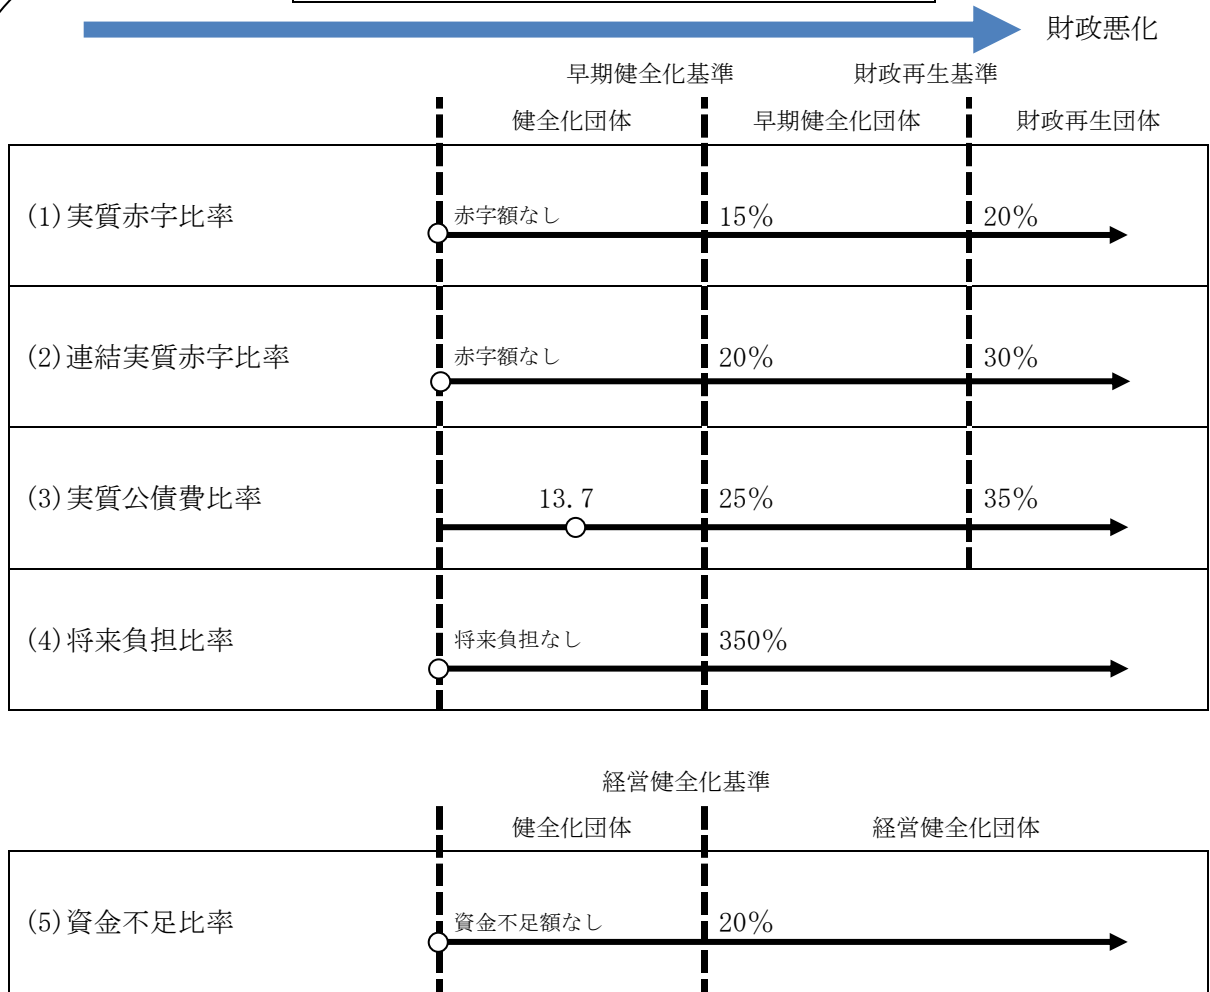 財政悪化
早期健全化基準 財政再生基準
健全化団体 早期健全化団体 財政再生団体
(1)実質赤字比率 赤字額なし 15% 20%
(2)連結実質赤字比率 赤字額なし 20% 30%
(3)実質公債費比率 13.7 25% 35%
(4)将来負担比率 将来負担なし 350%
経営健全化基準
健全化団体 経営健全化団体
(5)資金不足比率 資金不足額なし 20%